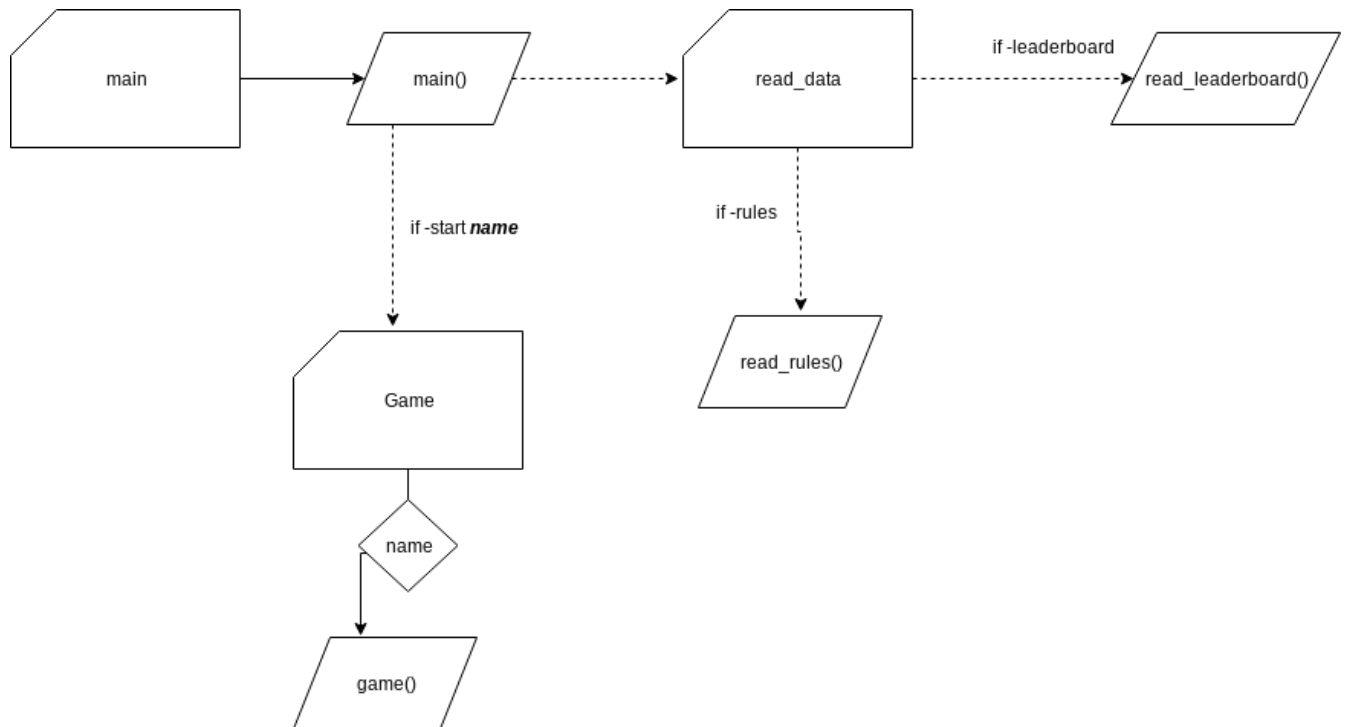 main
main()
read_data
if -leaderboard
read_leaderboard()
if -start name
if -rules
read_rules()
Game
name
game()